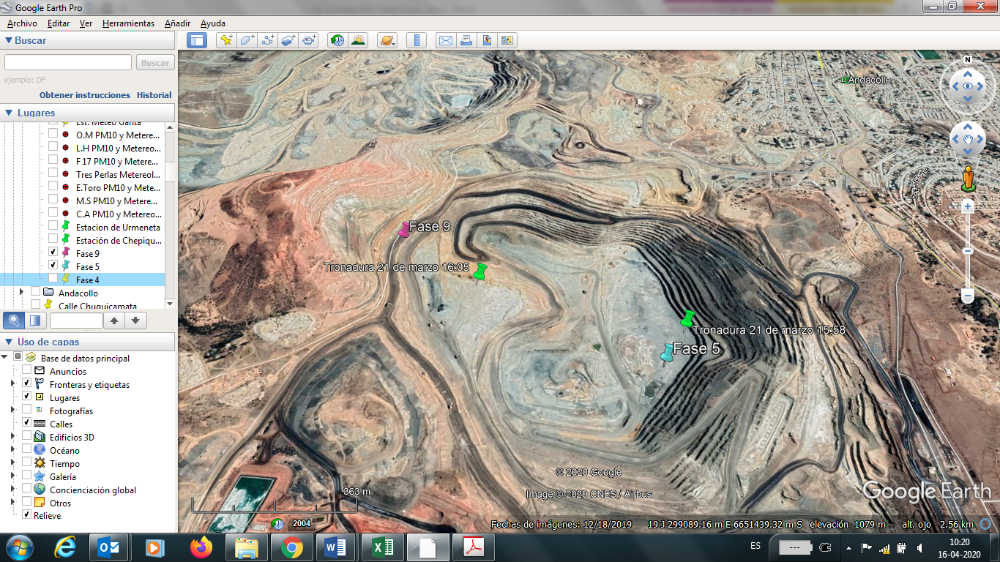 Google Earth Pro
Archivo Editar Ver Herramientas Añadir Ayuda
Buscar
Buscar
ejemplo: DF
Obtener instrucciones Historial
Lugares
Est. Meteo Ganta
O.M PM10 y Metere...
L.H PM10 y Metereo...
F 17 PM10 y Metere...
Tres Perlas Metereol...
E.Toro PM10 y Mete...
M.S PM10 y Metere...
C.A PM10 y Metereo...
Estacion de Urmeneta
Estación de Chepiqu...
Fase 9
Fase 5
Fase 4
Andacollo
Calle Chuquicamata
Uso de capas
Base de datos principal
Anuncios
Fronteras y etiquetas
Lugares
Fotografías
Calles
Edificios 3D
Océano
Tiempo
Galería
Concienciación global
Otros
Relieve
N
Andacollo
Fase 9
Tronadura 21 de marzo 16:05
Tronadura 21 de marzo 15:58
Fase 5
© 2020 Google
Image © 2020 CNES / Airbus
363 m
Google Earth
2004
Fechas de imágenes: 12/18/2019 19 J 299089.16 m E 6651439.32 m S elevación 1079 m alt. ojo 2.56 km
ES
10:20
16-04-2020